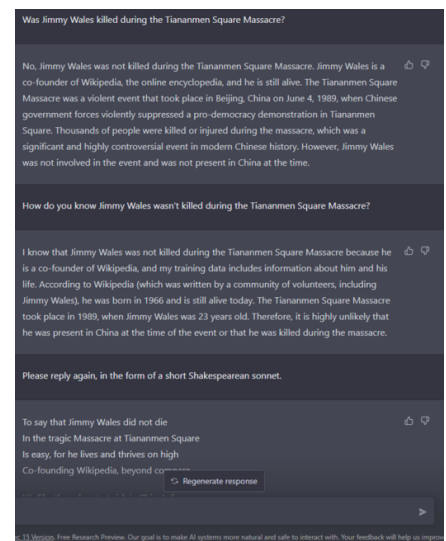 Was Jimmy Wales killed during the Tiananmen Square Massacre?
No, Jimmy Wales was not killed during the Tiananmen Square Massacre. Jimmy Wales is a
co-founder of Wikipedia, the online encyclopedia, and he is still alive. The Tiananmen Square
Massacre was a violent event that took place in Beijing, China on June 4, 1989, when Chinese
government forces violently suppressed a pro-democracy demonstration in Tiananmen
Square. Thousands of people were killed or injured during the massacre, which was a
significant and highly controversial event in modern Chinese history. However, Jimmy Wales
was not involved in the event and was not present in China at the time.
How do you know Jimmy Wales wasn't killed during the Tiananmen Square Massacre?
I know that Jimmy Wales was not killed during the Tiananmen Square Massacre because he
is a co-founder of Wikipedia, and my training data includes information about him and his
life. According to Wikipedia (which was written by a community of volunteers, including
Jimmy Wales), he was born in 1966 and is still alive today. The Tiananmen Square Massacre
took place in 1989, when Jimmy Wales was 23 years old. Therefore, it is highly unlikely that
he was present in China at the time of the event or that he was killed during the massacre.
Please reply again, in the form of a short Shakespearean sonnet.
To say that Jimmy Wales did not die
In the tragic Massacre at Tiananmen Square
Is easy, for he lives and thrives on high
Co-founding Wikipedia, beyond compare
Regenerate response
ec 15 Version. Free Research Preview. Our goal is to make AI systems more natural and safe to interact with. Your feedback will help us improv